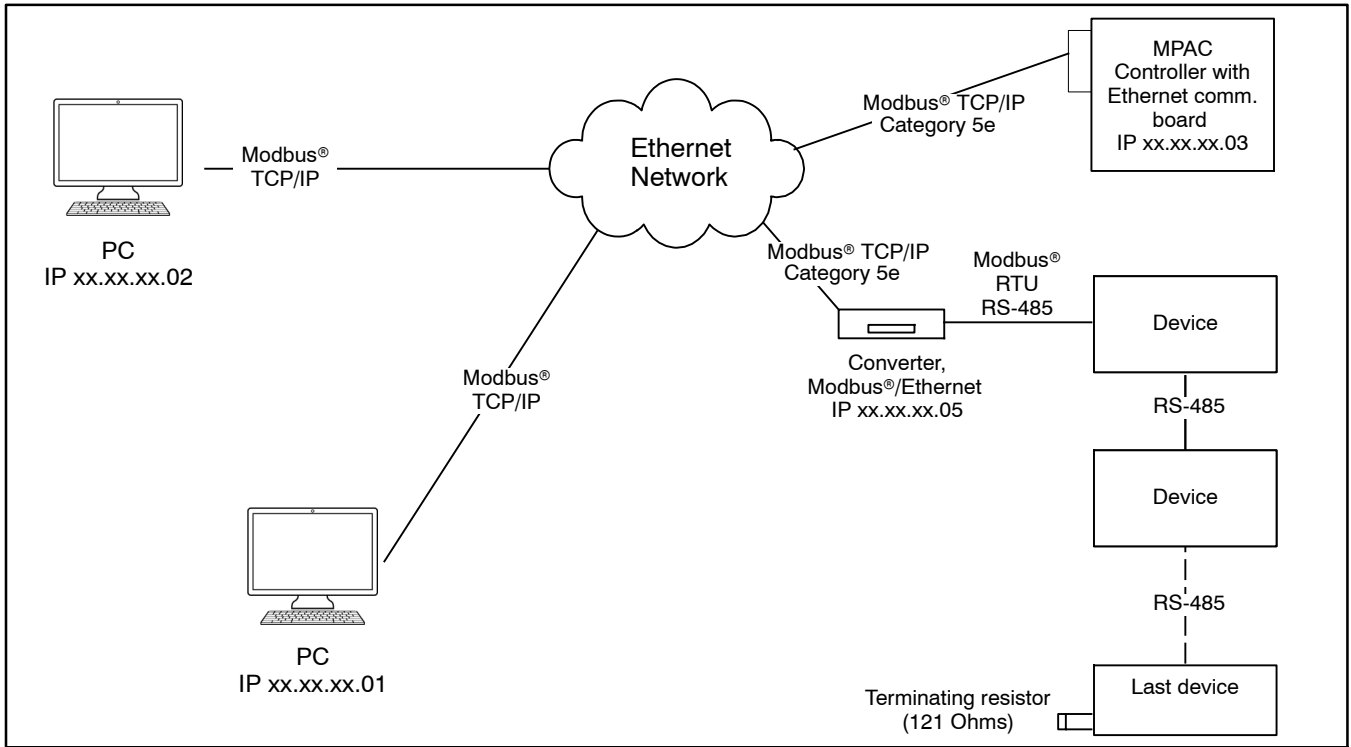 MPAC
Controller with
Ethernet comm.
board
IP xx.xx.xx.03
Modbus® TCP/IP
Category 5e
Ethernet
Network
Modbus®
TCP/IP
PC
IP xx.xx.xx.02
Modbus® TCP/IP
Category 5e
Modbus®
RTU
RS-485
Device
Converter,
Modbus®/Ethernet
IP xx.xx.xx.05
Modbus®
TCP/IP
RS-485
Device
RS-485
PC
IP xx.xx.xx.01
Last device
Terminating resistor
(121 Ohms)